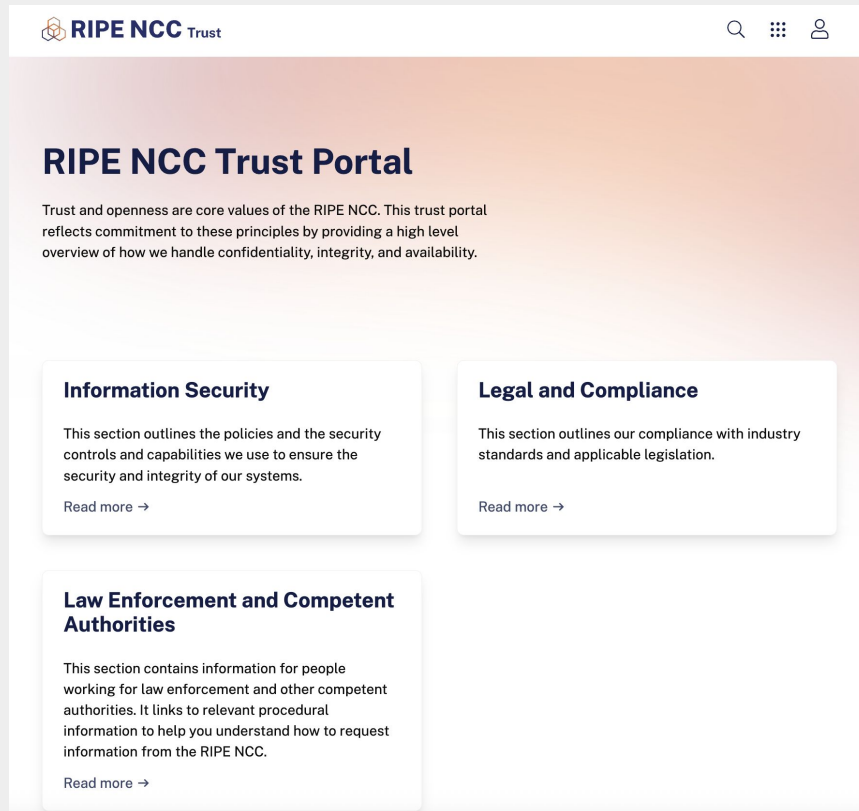 RIPE NCC Trust
RIPE NCC Trust Portal
Trust and openness are core values of the RIPE NCC. This trust portal
reflects commitment to these principles by providing a high level
overview of how we handle confidentiality, integrity, and availability.
Information Security
This section outlines the policies and the security
controls and capabilities we use to ensure the
security and integrity of our systems.
Read more →
Legal and Compliance
This section outlines our compliance with industry
standards and applicable legislation.
Read more →
Law Enforcement and Competent
Authorities
This section contains information for people
working for law enforcement and other competent
authorities. It links to relevant procedural
information to help you understand how to request
information from the RIPE NCC.
Read more →